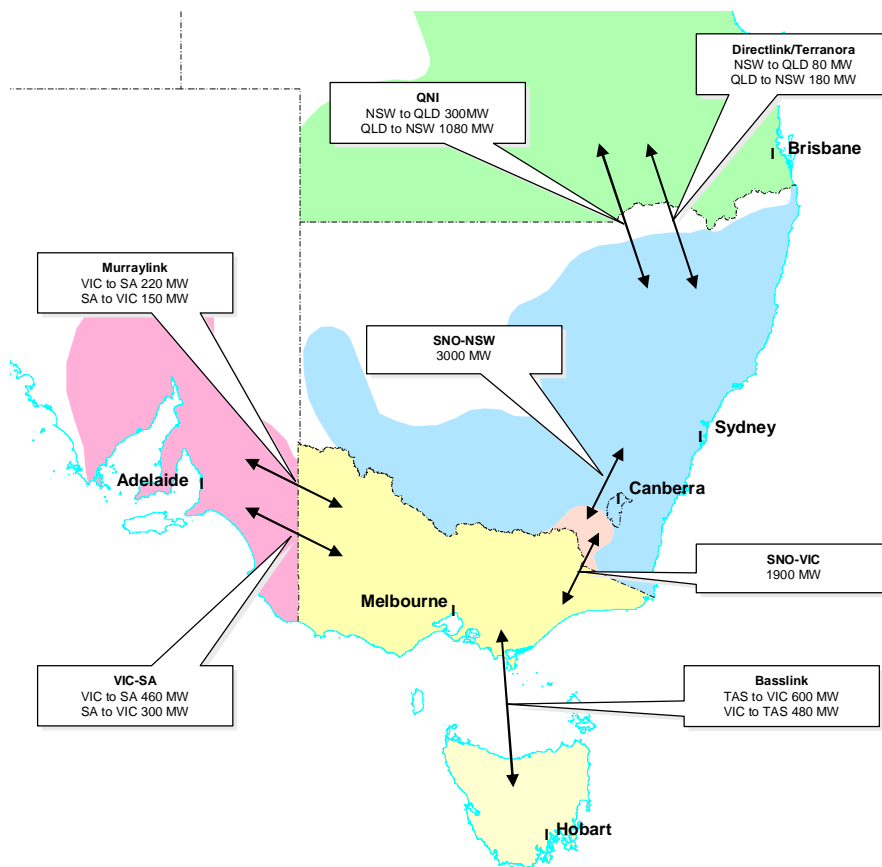 Directlink/Terranora
NSW to QLD 80 MW
QLD to NSW 180 MW
QNI
NSW to QLD 300MW
QLD to NSW 1080 MW
Brisbane
Murraylink
VIC to SA 220 MW
SA to VIC 150 MW
SNO-NSW
3000 MW
Sydney
Adelaide
Canberra
SNO-VIC
1900 MW
Melbourne
VIC-SA
VIC to SA 460 MW
SA to VIC 300 MW
Basslink
TAS to VIC 600 MW
VIC to TAS 480 MW
Hobart